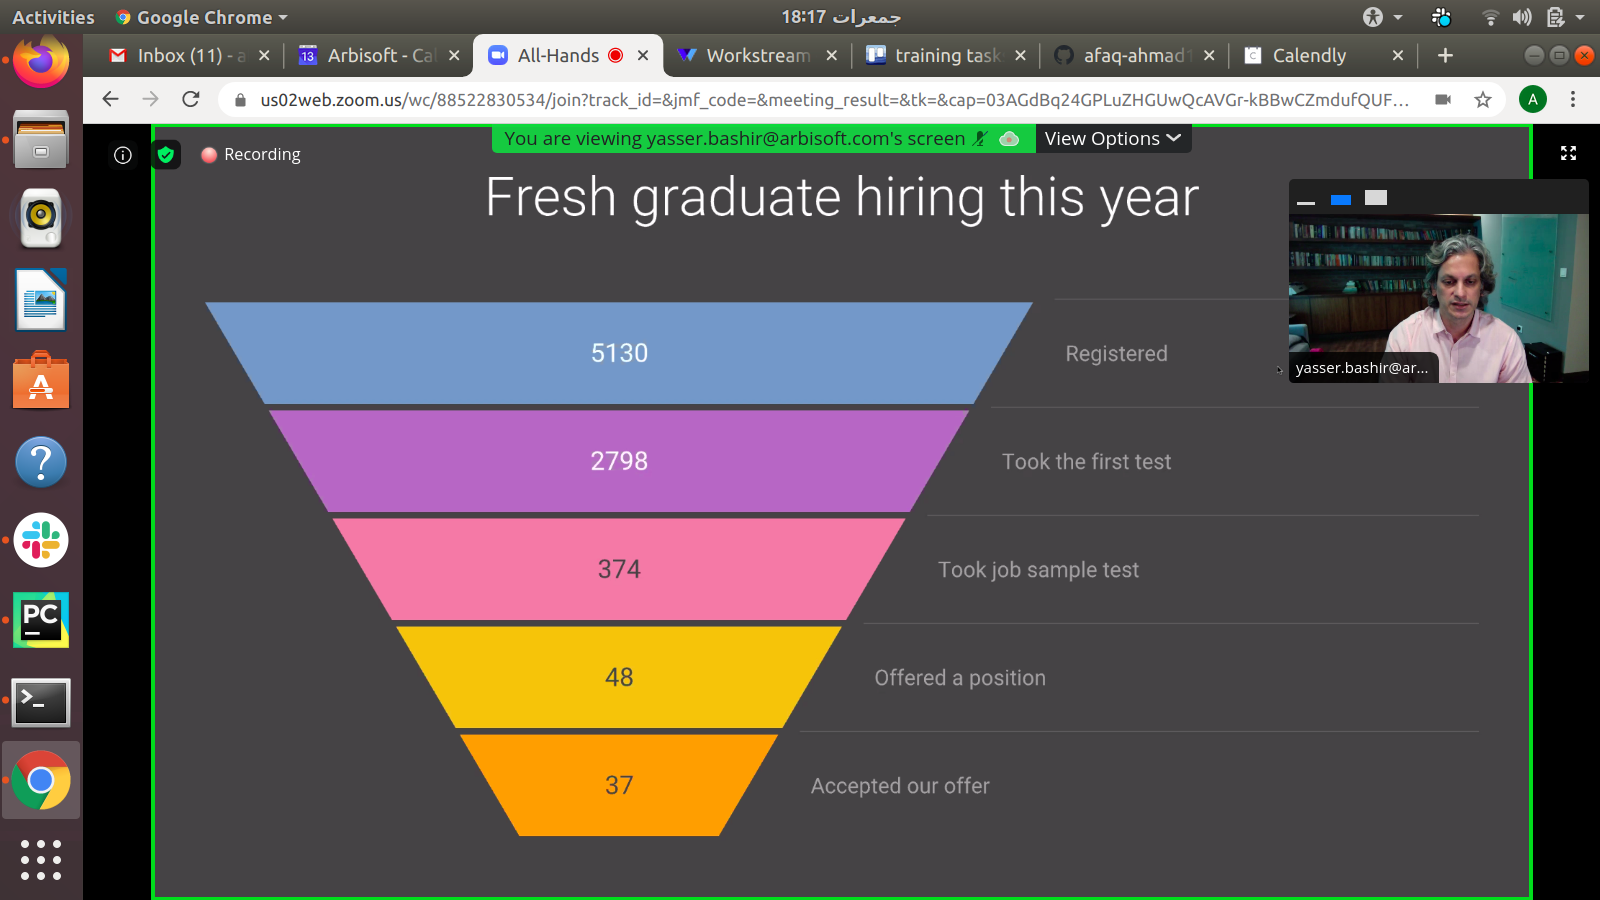 Activities
Google Chrome
جمعرات 18:17
Inbox (11) - a
13
Arbisoft - Cal
All-Hands
Workstream
training task
afaq-ahmad1
Calendly
us02web.zoom.us/wc/88522830534/join?track_id=&jmf_code=&meeting_result=&tk=&cap=03AGdBq24GPLuZHGUwQcAVGr-kBBwCZmdufQUF...
A
You are viewing yasser.bashir@arbisoft.com's screen
View Options
Recording
Fresh graduate hiring this year
5130
Registered
yasser.bashir@ar...
2798
Took the first test
374
Took job sample test
48
Offered a position
37
Accepted our offer
PC